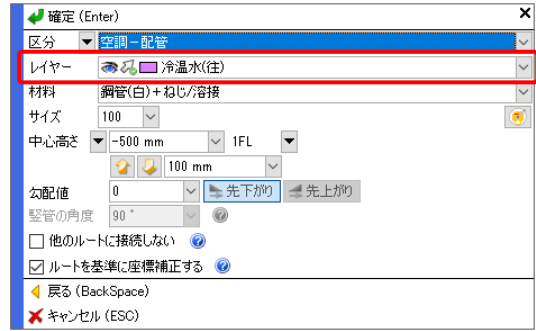 確定 (Enter)
区分 空調－配管
レイヤー 冷温水(往)
材料 鋼管(白)+ねじ/溶接
サイズ 100
中心高さ -500 mm 1FL
100 mm
勾配値 0 先下がり 先上がり
竪管の角度 90°
他のルートに接続しない
ルートを基準に座標補正する
戻る (BackSpace)
キャンセル (ESC)